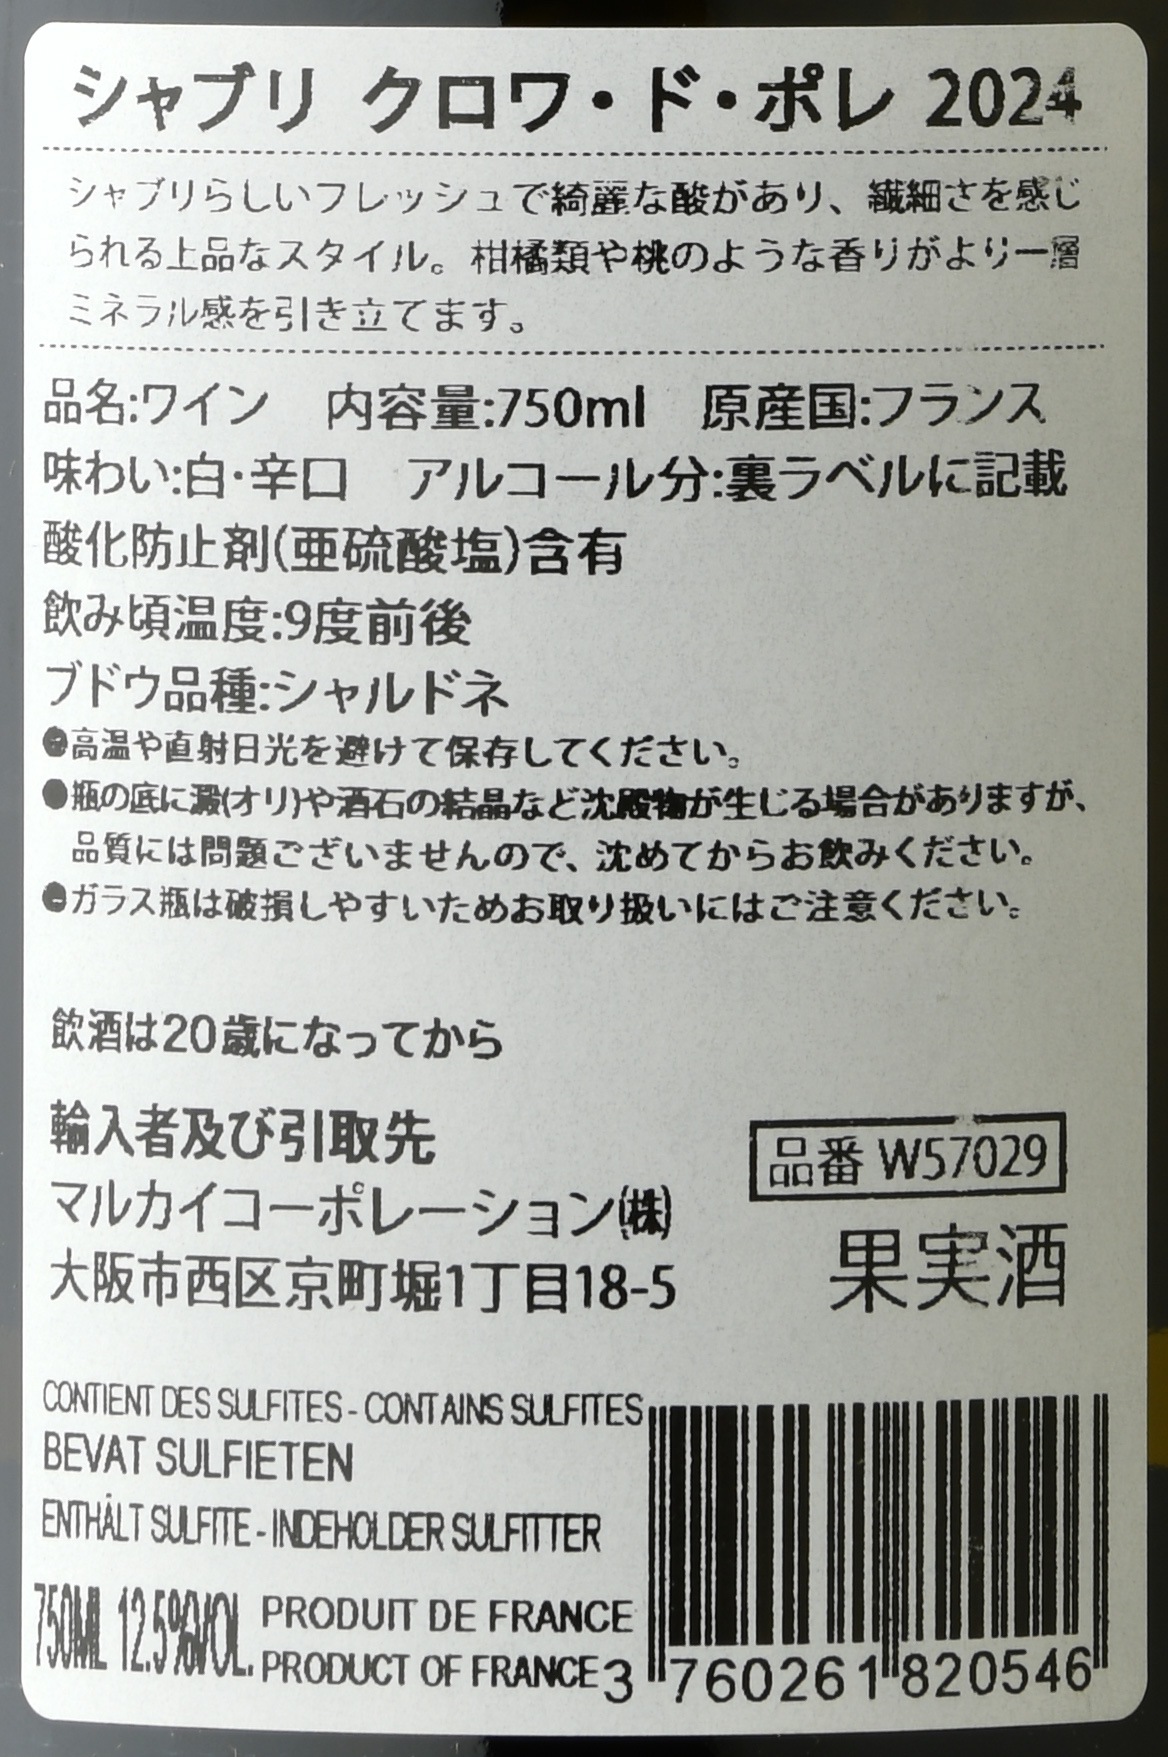 シャブリ クロワ・ド・ポレ 2024
シャブリらしいフレッシュで綺麗な酸があり、繊細さを感じ
られる上品なスタイル。柑橘類や桃のような香りがより一層
ミネラル感を引き立てます。
品名:ワイン 内容量:750ml 原産国:フランス
味わい:白・辛口 アルコール分:裏ラベルに記載
酸化防止剤(亜硫酸塩)含有
飲み頃温度:9度前後
ブドウ品種:シャルドネ
●高温や直射日光を避けて保存してください。
●瓶の底に澱(オリ)や酒石の結晶など沈殿物が生じる場合がありますが、
品質には問題ございませんので、沈めてからお飲みください。
●ガラス瓶は破損しやすいためお取り扱いにはご注意ください。
飲酒は20歳になってから
輸入者及び引取先
マルカイコーポレーション(株)
大阪市西区京町堀1丁目18-5
品番 W57029
果実酒
CONTIENT DES SULFITES - CONTAINS SULFITES
BEVAT SULFIETEN
ENTHÄLT SULFITE - INDEHOLDER SULFITTER
750ML 12.5%VOL.
PRODUIT DE FRANCE
PRODUCT OF FRANCE
3 760261 820546